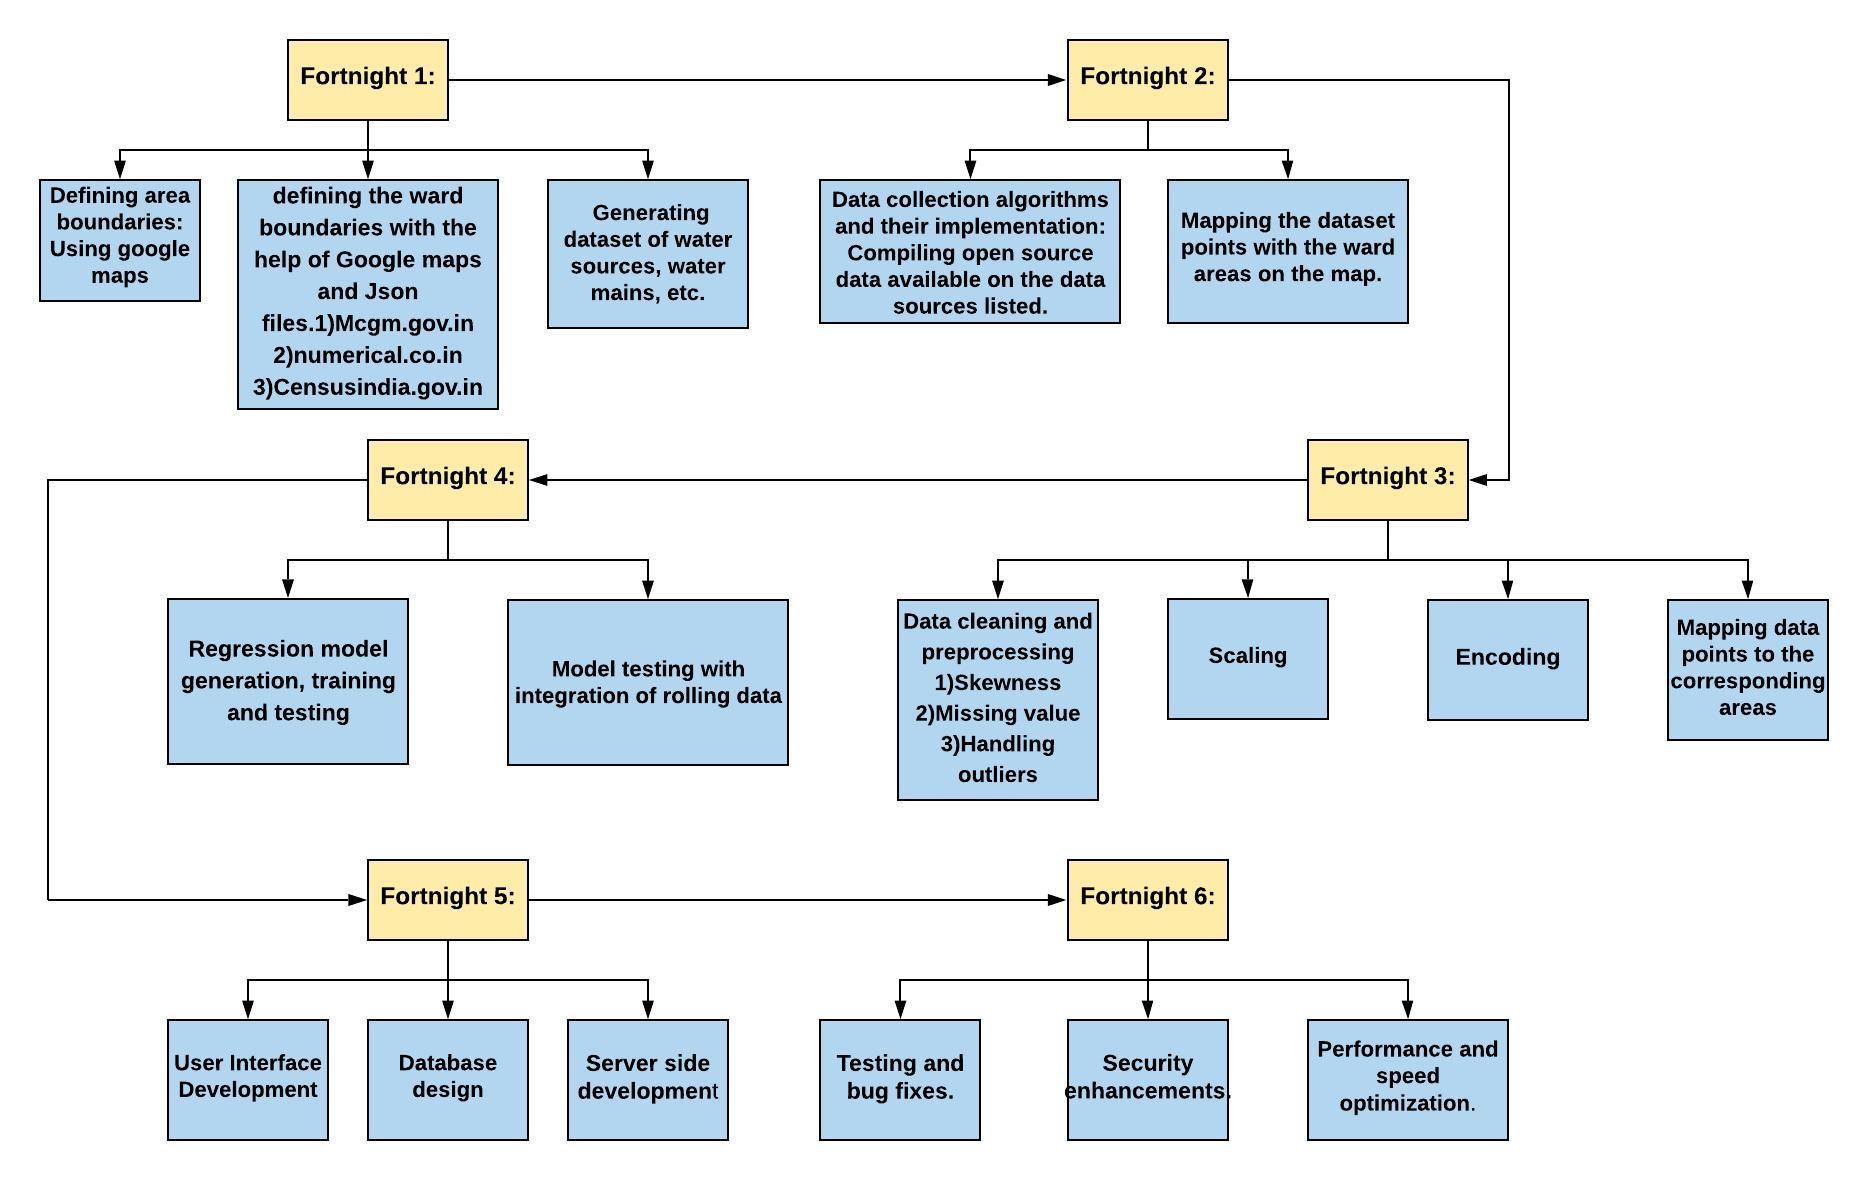 Fortnight 1:
Fortnight 2:
Defining area
boundaries:
Using google
maps
defining the ward
boundaries with the
help of Google maps
and Json
files.1)Mcgm.gov.in
2)numerical.co.in
3)Censusindia.gov.in
Generating
dataset of water
sources, water
mains, etc.
Data collection algorithms
and their implementation:
Compiling open source
data available on the data
sources listed.
Mapping the dataset
points with the ward
areas on the map.
Fortnight 4:
Fortnight 3:
Regression model
generation, training
and testing
Model testing with
integration of rolling data
Data cleaning and
preprocessing
1)Skewness
2)Missing value
3)Handling
outliers
Scaling
Encoding
Mapping data
points to the
corresponding
areas
Fortnight 5:
Fortnight 6:
User Interface
Development
Database
design
Server side
development
Testing and
bug fixes.
Security
enhancements.
Performance and
speed
optimization.